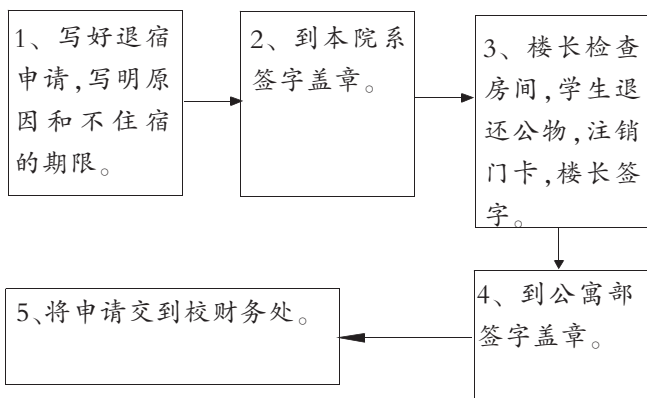 1、写好退宿
申请,写明原
因和不住宿
的期限。
2、到本院系
签字盖章。
3、楼长检查
房间,学生退
还公物,注销
门卡,楼长签
字。
4、到公寓部
签字盖章。
5、将申请交到校财务处。